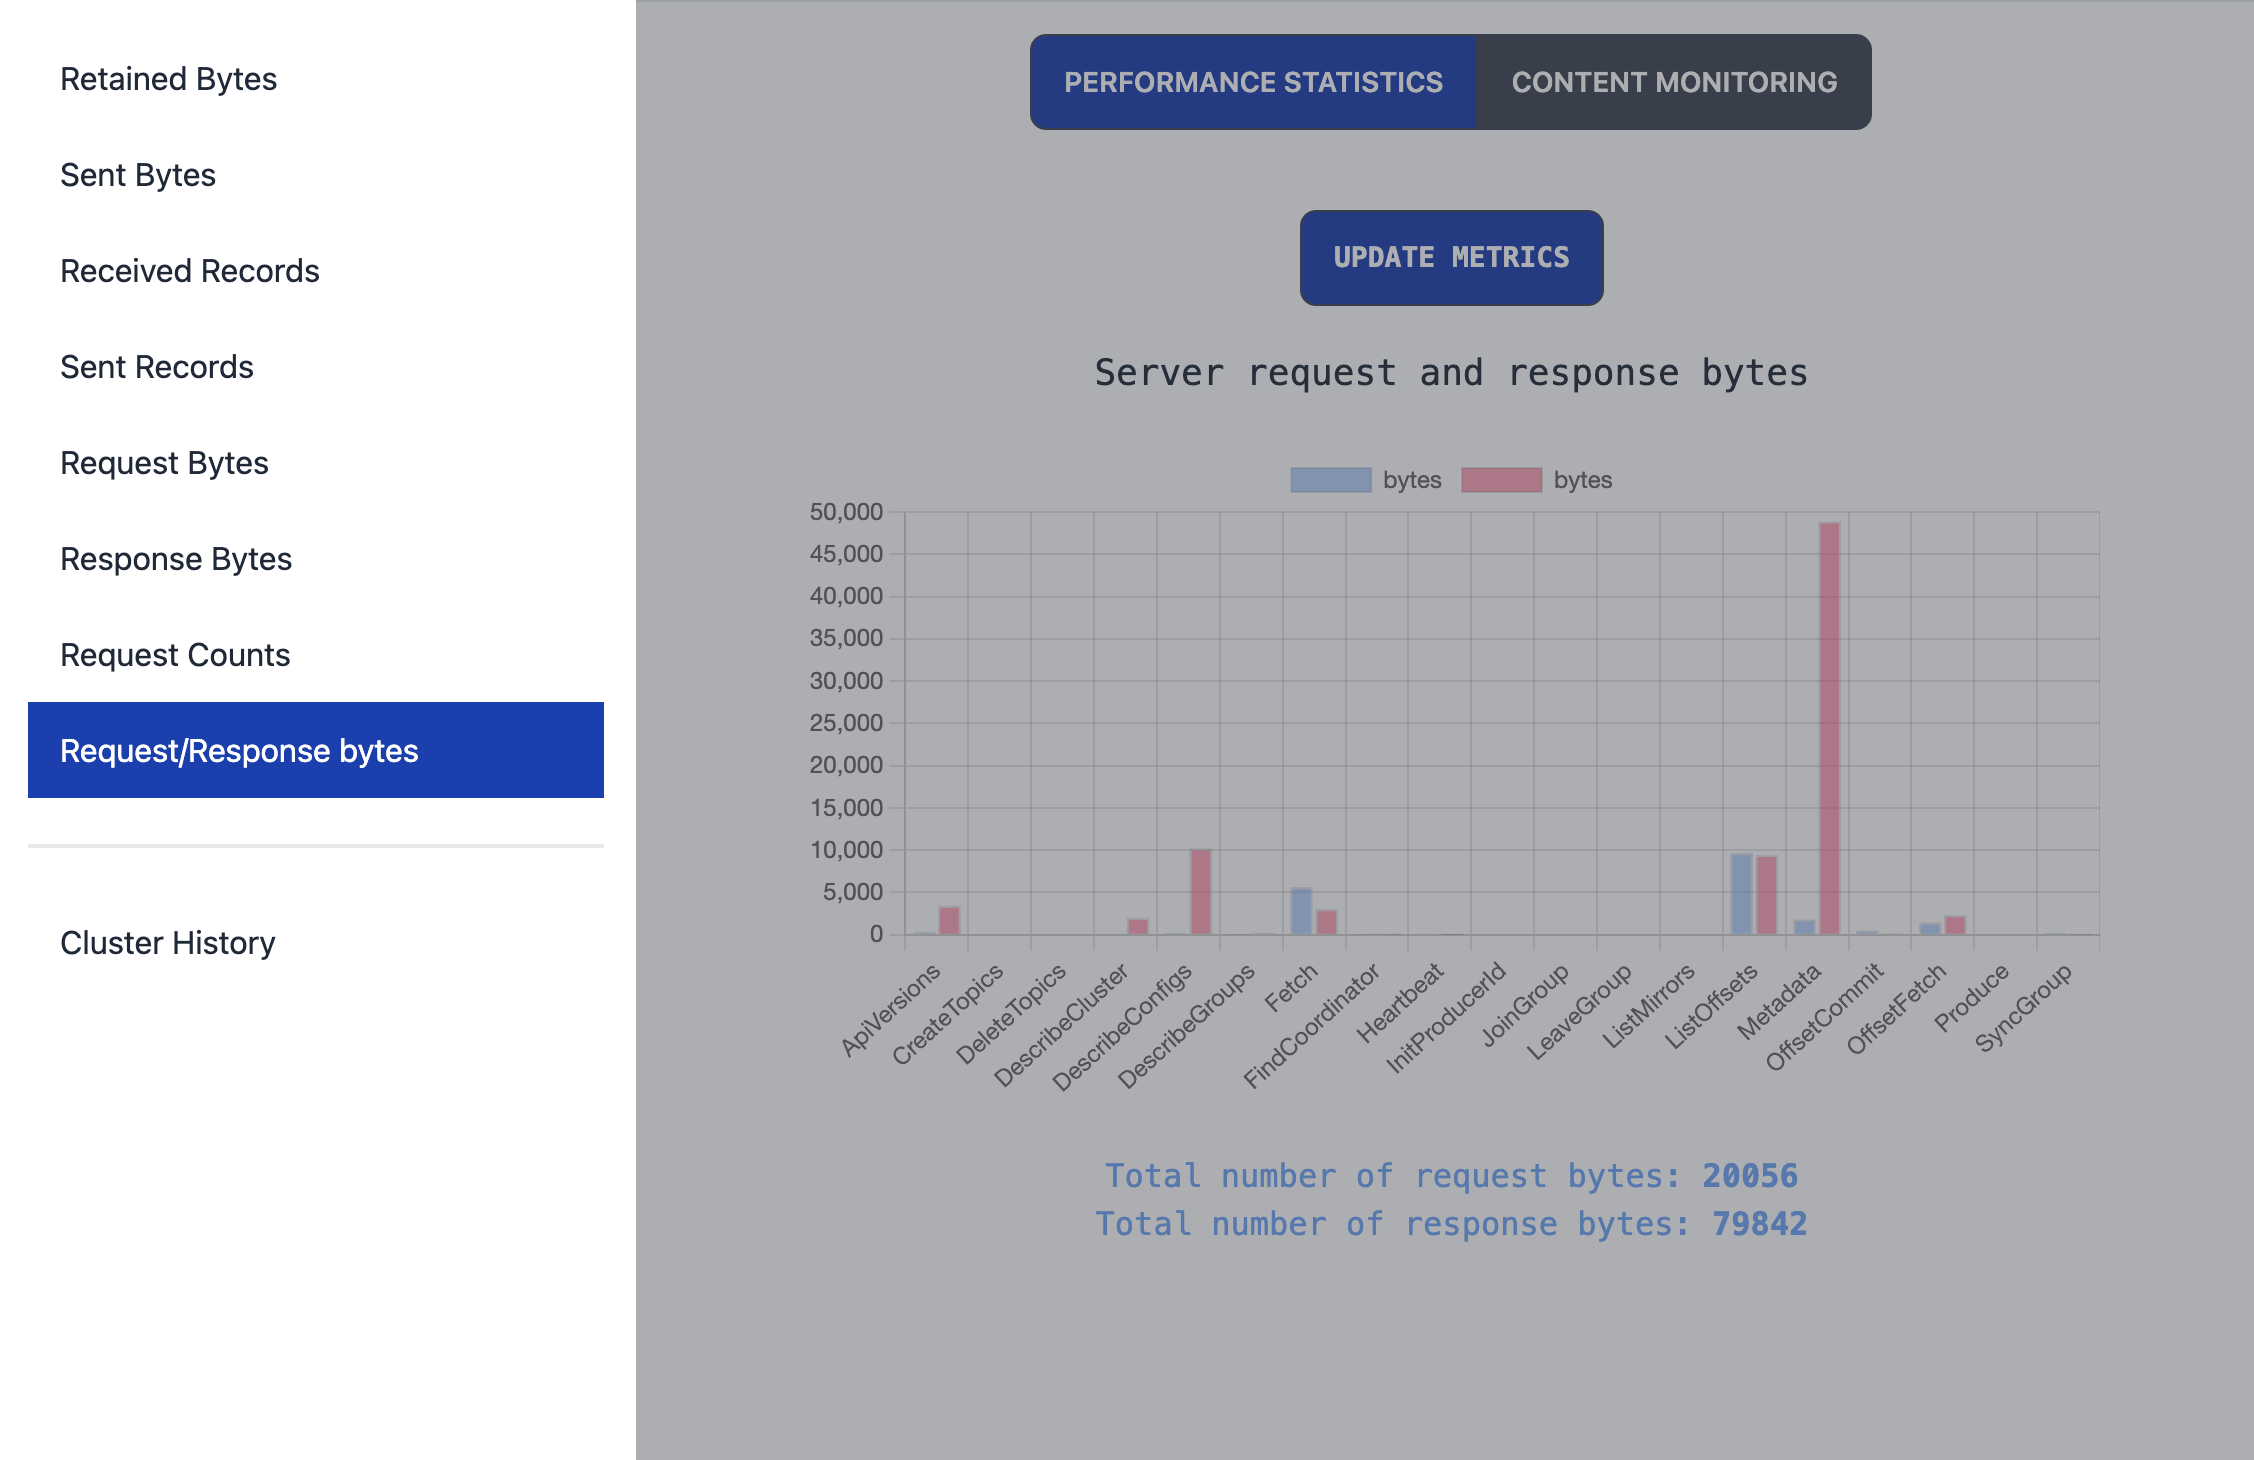 Retained Bytes
Sent Bytes
Received Records
Sent Records
Request Bytes
Response Bytes
Request Counts
Request/Response bytes
Cluster History
PERFORMANCE STATISTICS CONTENT MONITORING
UPDATE METRICS
Server request and response bytes
bytes bytes
50,000
45,000
40,000
35,000
30,000
25,000
20,000
15,000
10,000
5,000
0
ApiVersions
CreateTopics
DeleteTopics
DescribeCluster
DescribeConfigs
DescribeGroups
Fetch
FindCoordinator
Heartbeat
InitProducerId
JoinGroup
LeaveGroup
ListMirrors
ListOffsets
Metadata
OffsetCommit
OffsetFetch
Produce
SyncGroup
Total number of request bytes: 20056
Total number of response bytes: 79842